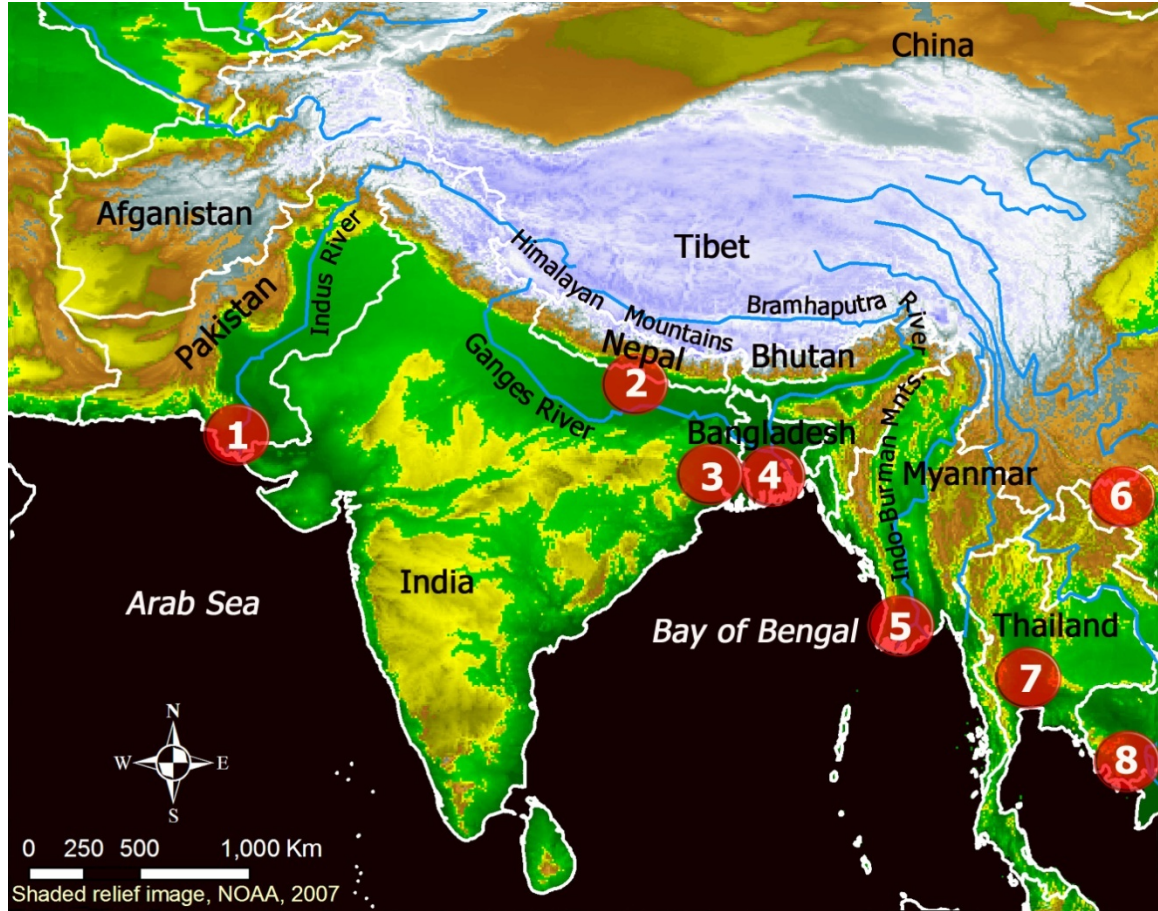 China
Afganistan
Tibet
Indus River
Himalayan Mountains
Pakistan
Bramhaputra River
Nepal
Bhutan
Ganges River
2
1
Bangladesh
3
4
Myanmar
Indo-Burman Mnts.
6
India
Arab Sea
Bay of Bengal
5
Thailand
7
8
N
W
E
S
0 250 500 1,000 Km
Shaded relief image, NOAA, 2007